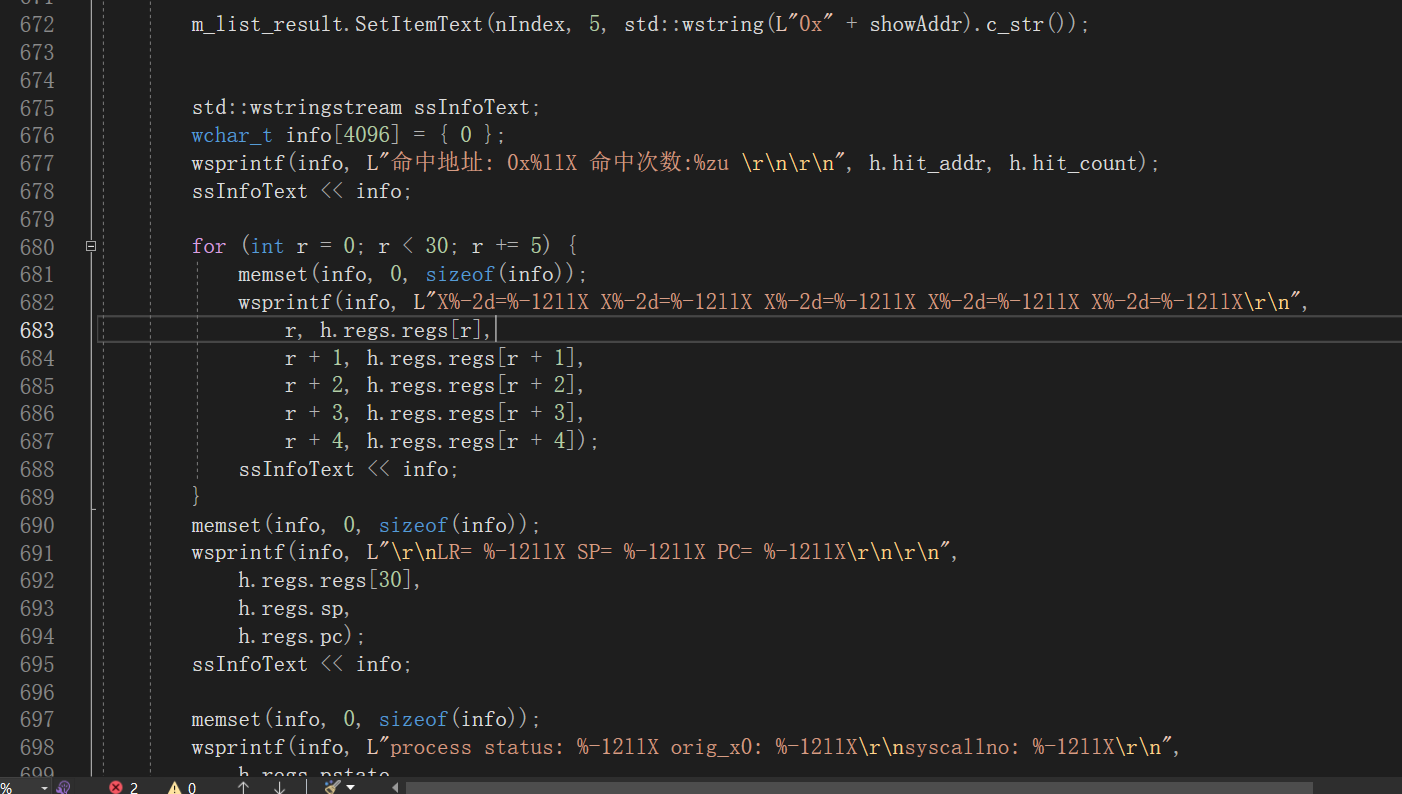 671
672 m_list_result.SetItemText(nIndex, 5, std::wstring(L"0x" + showAddr).c_str());
673
674
675 std::wstringstream ssInfoText;
676 wchar_t info[4096] = { 0 };
677 wsprintf(info, L"命中地址: 0x%llX 命中次数:%zu \r\n\r\n", h.hit_addr, h.hit_count);
678 ssInfoText << info;
679
680 for (int r = 0; r < 30; r += 5) {
681 memset(info, 0, sizeof(info));
682 wsprintf(info, L"X%-2d=%-12llX X%-2d=%-12llX X%-2d=%-12llX X%-2d=%-12llX X%-2d=%-12llX\r\n",
683 r, h.regs.regs[r],
684 r + 1, h.regs.regs[r + 1],
685 r + 2, h.regs.regs[r + 2],
686 r + 3, h.regs.regs[r + 3],
687 r + 4, h.regs.regs[r + 4]);
688 ssInfoText << info;
689 }
690 memset(info, 0, sizeof(info));
691 wsprintf(info, L"\r\nLR= %-12llX SP= %-12llX PC= %-12llX\r\n\r\n",
692 h.regs.regs[30],
693 h.regs.sp,
694 h.regs.pc);
695 ssInfoText << info;
696
697 memset(info, 0, sizeof(info));
698 wsprintf(info, L"process status: %-12llX orig_x0: %-12llX\r\nsyscallno: %-12llX\r\n",
699 h.regs.pstate,
% 2 0